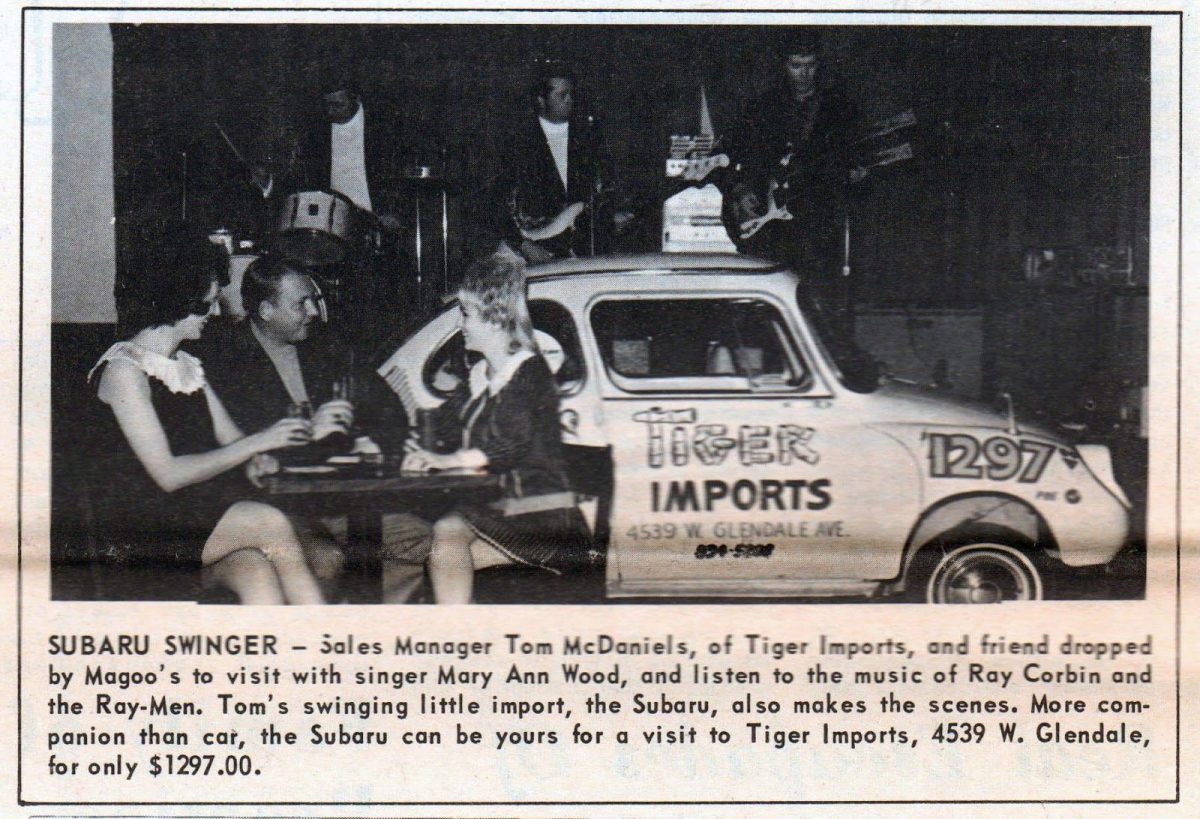 TIGER
IMPORTS
4539 W. GLENDALE AVE.
$1297
SUBARU SWINGER – Sales Manager Tom McDaniels, of Tiger Imports, and friend dropped
by Magoo's to visit with singer Mary Ann Wood, and listen to the music of Ray Corbin and
the Ray-Men. Tom's swinging little import, the Subaru, also makes the scenes. More com-
panion than car, the Subaru can be yours for a visit to Tiger Imports, 4539 W. Glendale,
for only $1297.00.